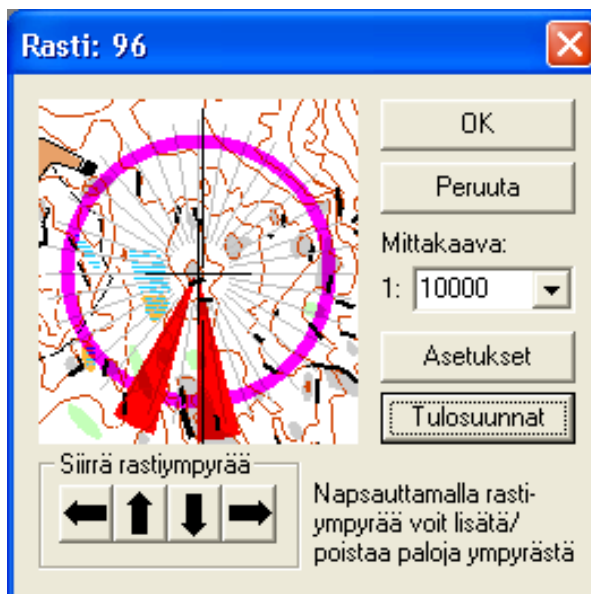 Rasti: 96
OK
Peruuta
Mittakaava:
1: 10000
Asetukset
Tulosuunnat
Siirrä rastiympyrää
Napsauttamalla rasti-
ympyrää voit lisätä/
poistaa paloja ympyrästä